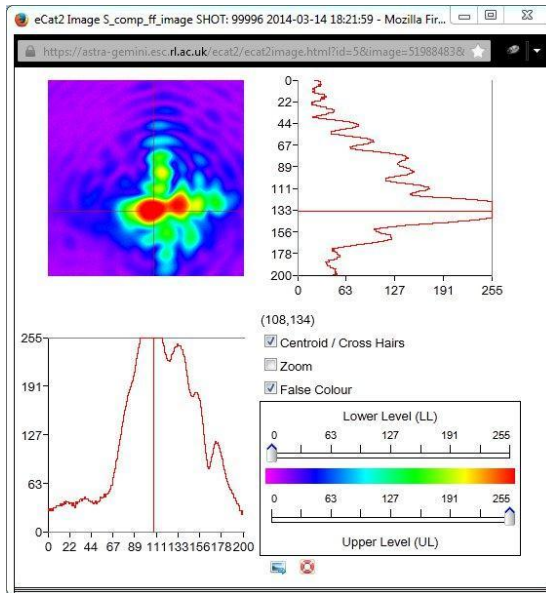 eCat2 Image S_comp_ff_image SHOT: 99996 2014-03-14 18:21:59 - Mozilla Fir...
https://astra-gemini.esc.rl.ac.uk/ecat2/ecat2image.html?id=5&image=51988483&
0
22
44
67
89
111
133
156
178
200
0 63 127 191 255
(108,134)
Centroid / Cross Hairs
Zoom
False Colour
255
191
127
63
0
0 22 44 67 89 111 133 156 178 200
Lower Level (LL)
0 63 127 191 255
0 63 127 191 255
Upper Level (UL)